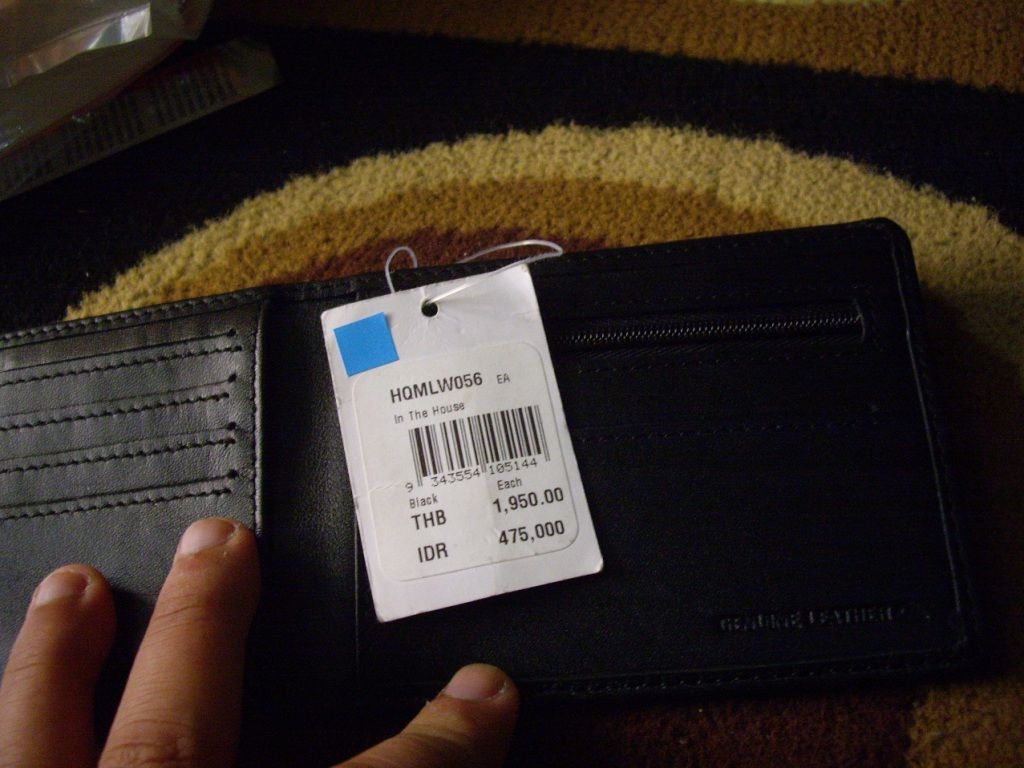 HQMLW056 EA
In The House
9 343554 105144
Black Each
THB 1,950.00
IDR 475,000
GENUINE LEATHER